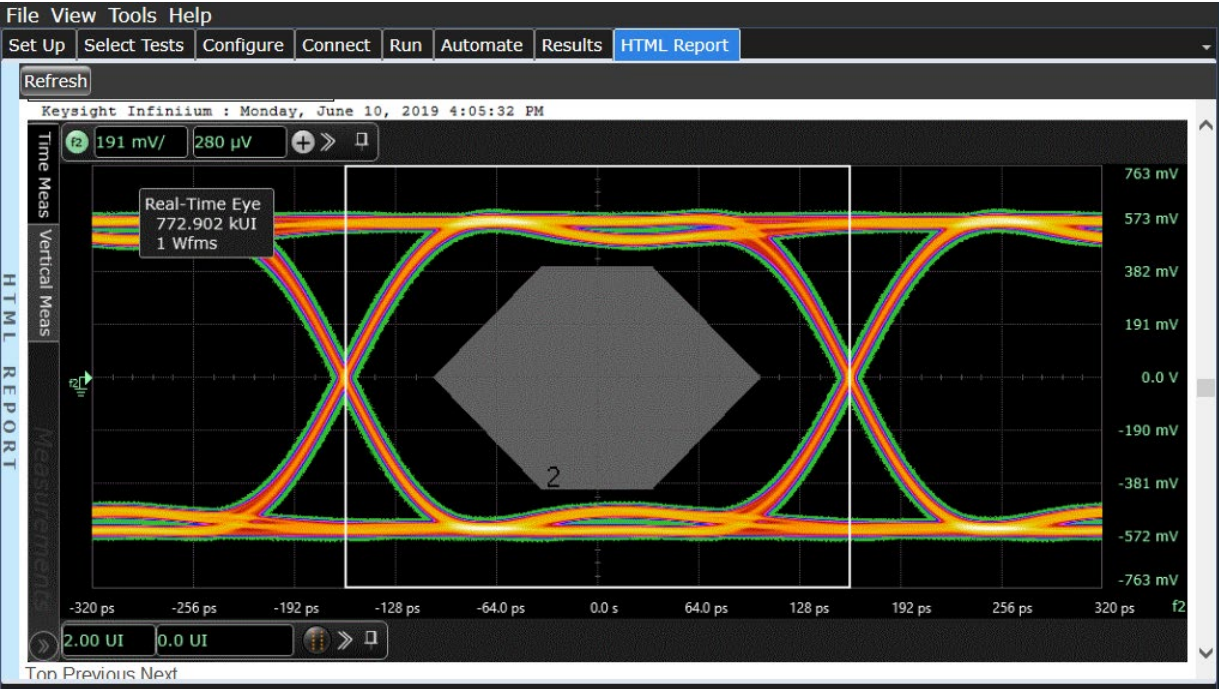 File View Tools Help
Set Up Select Tests Configure Connect Run Automate Results HTML Report
Refresh
Keysight Infiniium : Monday, June 10, 2019 4:05:32 PM
f2 191 mV/ 280 µV
Time Meas
Vertical Meas
Measurements
HTML REPORT
Real-Time Eye
772.902 kUI
1 Wfms
763 mV
573 mV
382 mV
191 mV
0.0 V
-190 mV
-381 mV
-572 mV
-763 mV
f2
2
-320 ps -256 ps -192 ps -128 ps -64.0 ps 0.0 s 64.0 ps 128 ps 192 ps 256 ps 320 ps f2
2.00 UI 0.0 UI
Top Previous Next